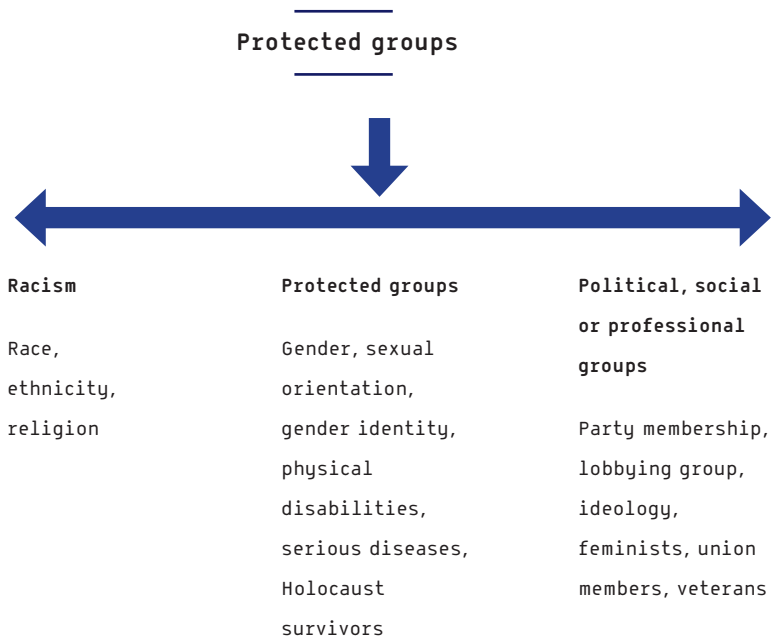 Protected groups
Racism
Race,
ethnicity,
religion
Protected groups
Gender, sexual
orientation,
gender identity,
physical
disabilities,
serious diseases,
Holocaust
survivors
Political, social
or professional
groups
Party membership,
lobbying group,
ideology,
feminists, union
members, veterans